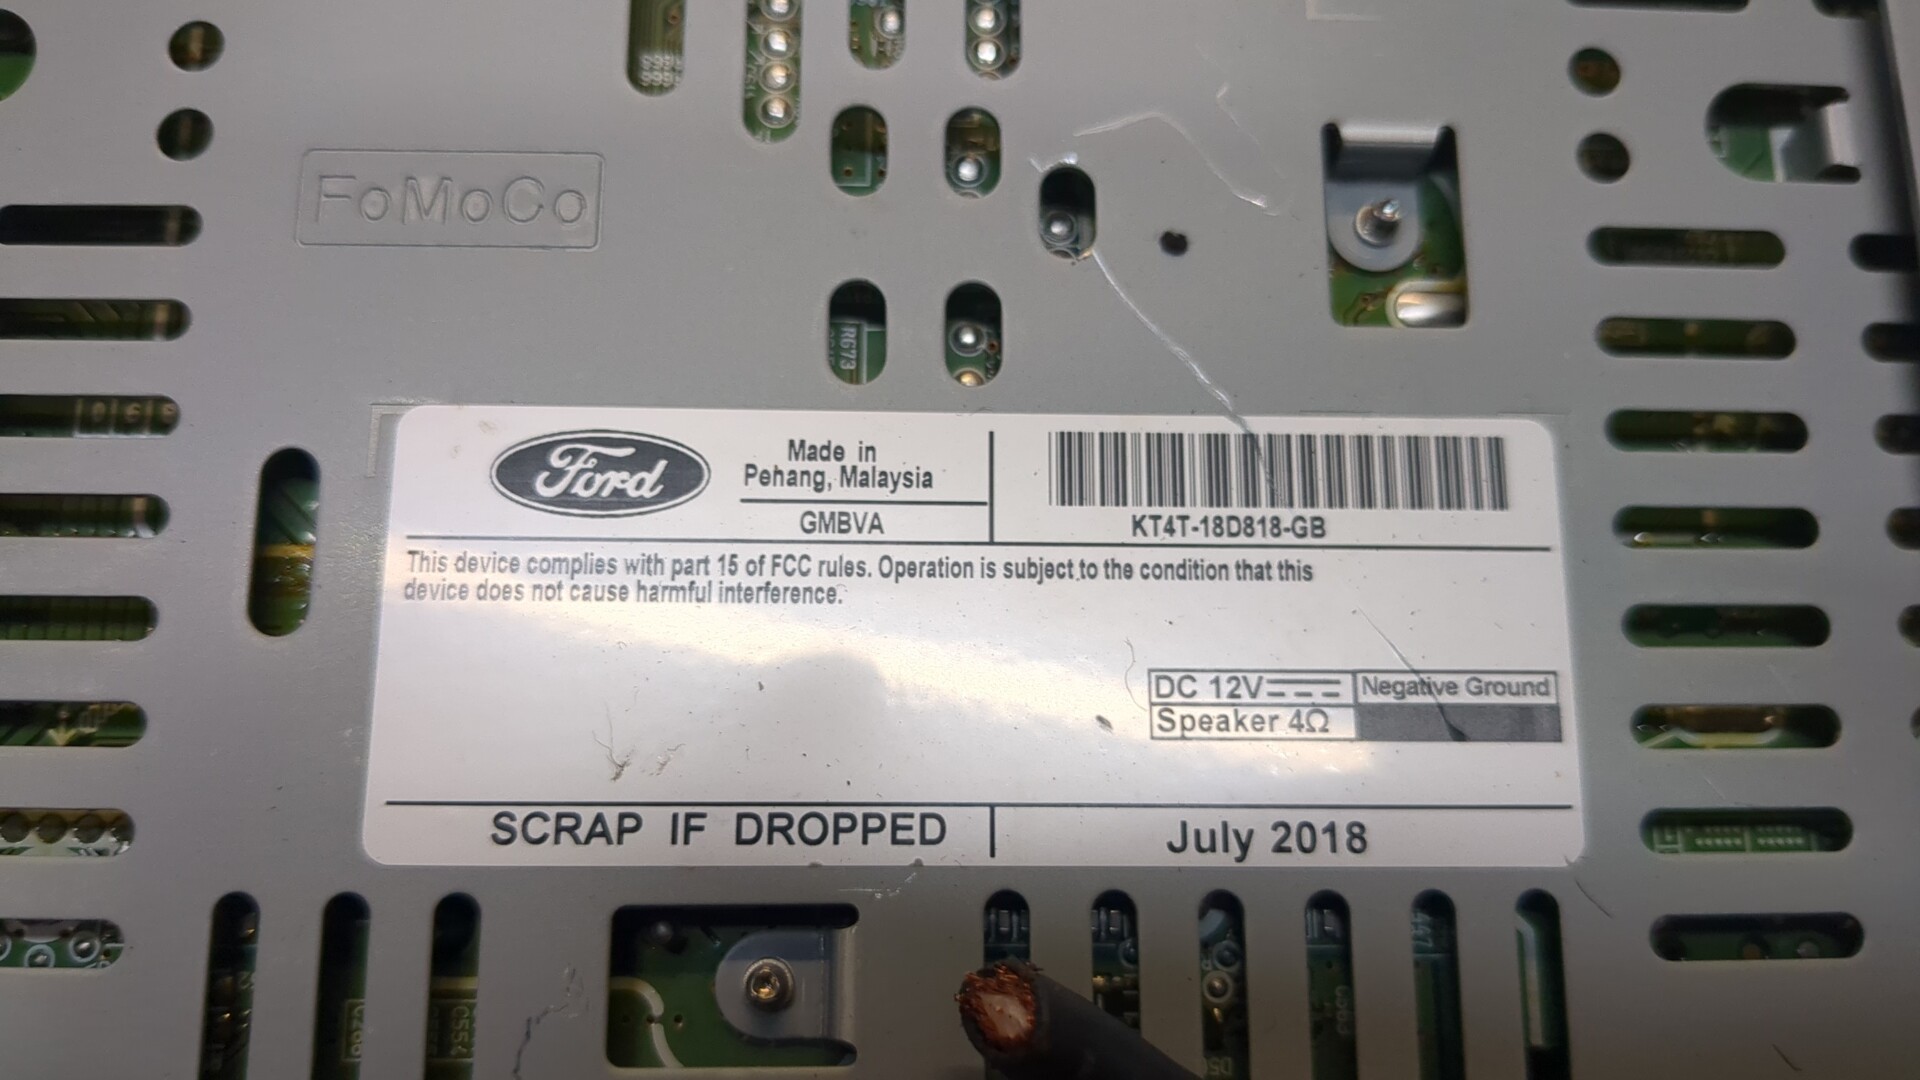 FoMoCo
R673
Ford
Made in
Pehang, Malaysia
GMBVA
KT4T-18D818-GB
This device complies with part 15 of FCC rules. Operation is subject to the condition that this
device does not cause harmful interference.
DC 12V
Negative Ground
Speaker 4Ω
SCRAP IF DROPPED
July 2018
C554